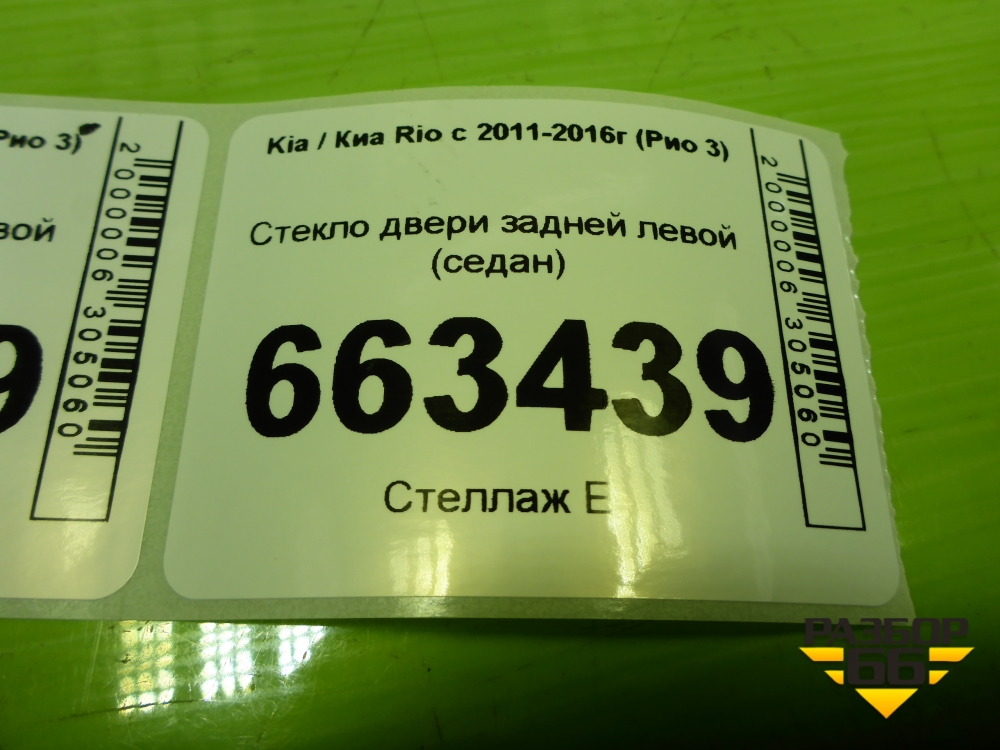 Рио 3)
вой
9
2000006305060
Kia / Киа Rio с 2011-2016г (Рио 3)
Стекло двери задней левой
(седан)
663439
Стеллаж Е
2000006305060
РАЗБОР
66